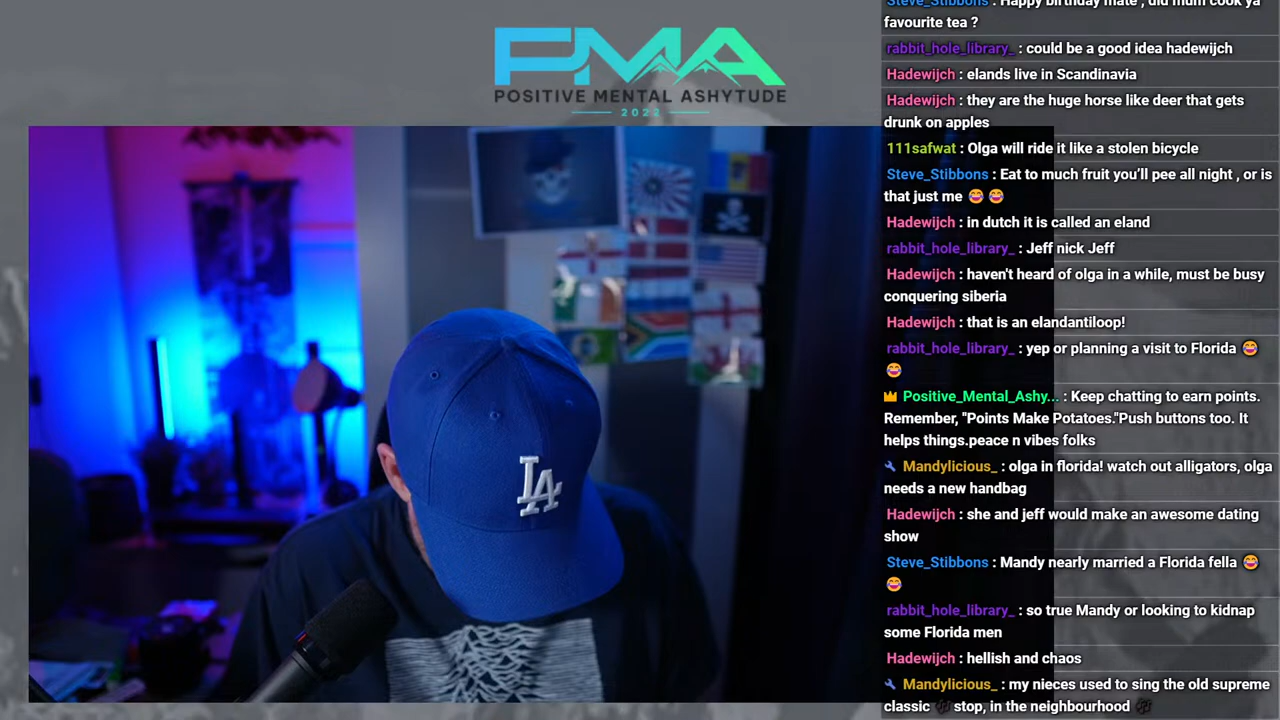 PMA
POSITIVE MENTAL ASHYTUDE
2022
LA
Steve_Stibbons : Happy birthday mate , did mum cook ya
favourite tea ?
rabbit_hole_library_ : could be a good idea hadewijch
Hadewijch : elands live in Scandinavia
Hadewijch : they are the huge horse like deer that gets
drunk on apples
111safwat : Olga will ride it like a stolen bicycle
Steve_Stibbons : Eat to much fruit you’ll pee all night , or is
that just me 😂 😂
Hadewijch : in dutch it is called an eland
rabbit_hole_library_ : Jeff nick Jeff
Hadewijch : haven't heard of olga in a while, must be busy
conquering siberia
Hadewijch : that is an elandantiloop!
rabbit_hole_library_ : yep or planning a visit to Florida 😂
😂
Positive_Mental_Ashy... : Keep chatting to earn points.
Remember, "Points Make Potatoes."Push buttons too. It
helps things.peace n vibes folks
Mandylicious_ : olga in florida! watch out alligators, olga
needs a new handbag
Hadewijch : she and jeff would make an awesome dating
show
Steve_Stibbons : Mandy nearly married a Florida fella 😂
😂
rabbit_hole_library_ : so true Mandy or looking to kidnap
some Florida men
Hadewijch : hellish and chaos
Mandylicious_ : my nieces used to sing the old supreme
classic 🎶 stop, in the neighbourhood 🎶